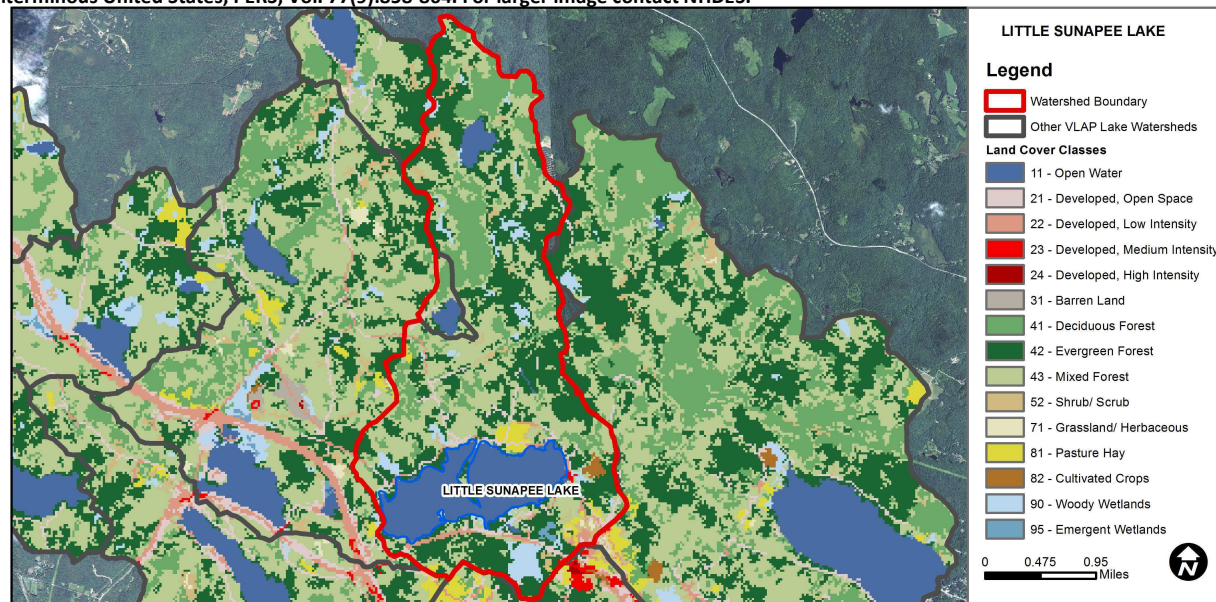 LITTLE SUNAPEE LAKE
Legend
Watershed Boundary
Other VLAP Lake Watersheds
Land Cover Classes
11 - Open Water
21 - Developed, Open Space
22 - Developed, Low Intensity
23 - Developed, Medium Intensity
24 - Developed, High Intensity
31 - Barren Land
41 - Deciduous Forest
42 - Evergreen Forest
43 - Mixed Forest
52 - Shrub/ Scrub
71 - Grassland/ Herbaceous
81 - Pasture Hay
82 - Cultivated Crops
90 - Woody Wetlands
95 - Emergent Wetlands
0 0.475 0.95
Miles
N
LITTLE SUNAPEE LAKE